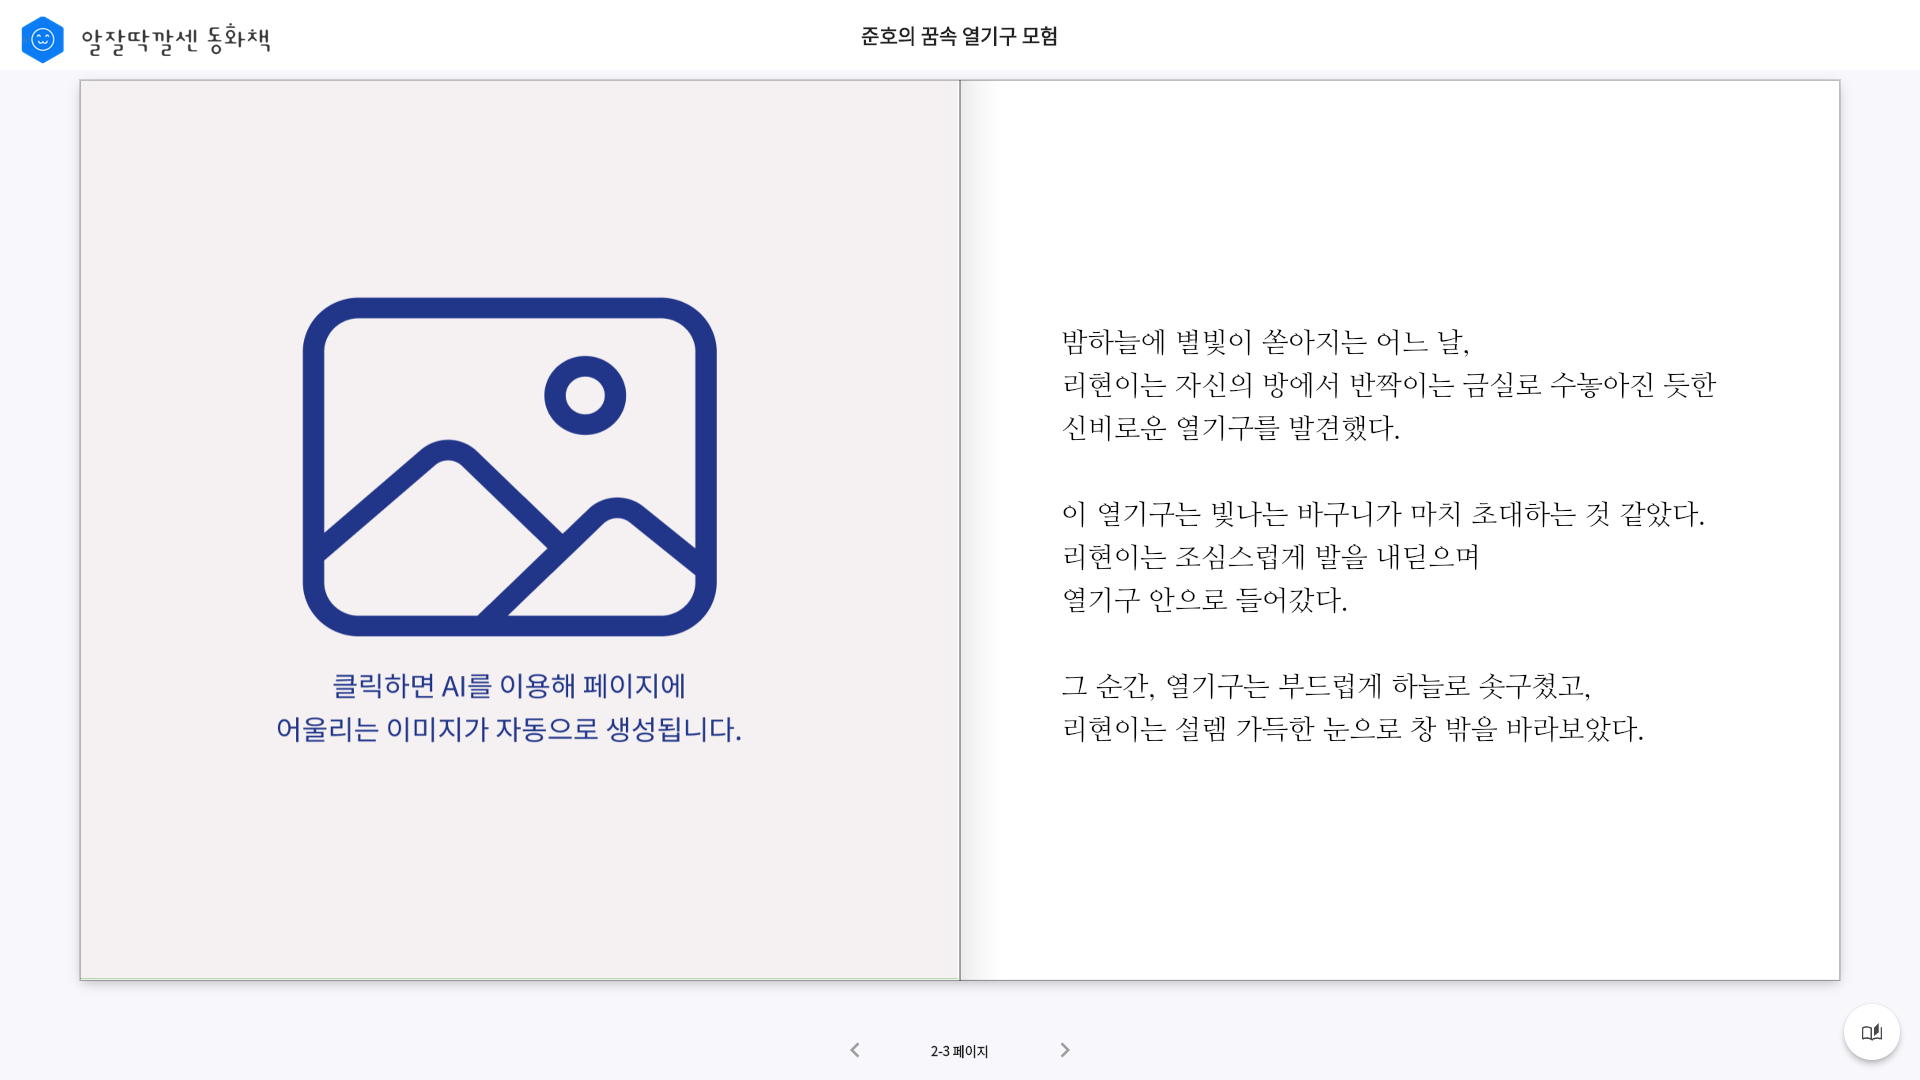 알잘딱깔센 동화책
준호의 꿈속 열기구 모험
클릭하면 AI를 이용해 페이지에
어울리는 이미지가 자동으로 생성됩니다.
밤하늘에 별빛이 쏟아지는 어느 날,
리현이는 자신의 방에서 반짝이는 금실로 수놓아진 듯한
신비로운 열기구를 발견했다.
이 열기구는 빛나는 바구니가 마치 초대하는 것 같았다.
리현이는 조심스럽게 발을 내딛으며
열기구 안으로 들어갔다.
그 순간, 열기구는 부드럽게 하늘로 솟구쳤고,
리현이는 설렘 가득한 눈으로 창 밖을 바라보았다.
2-3 페이지